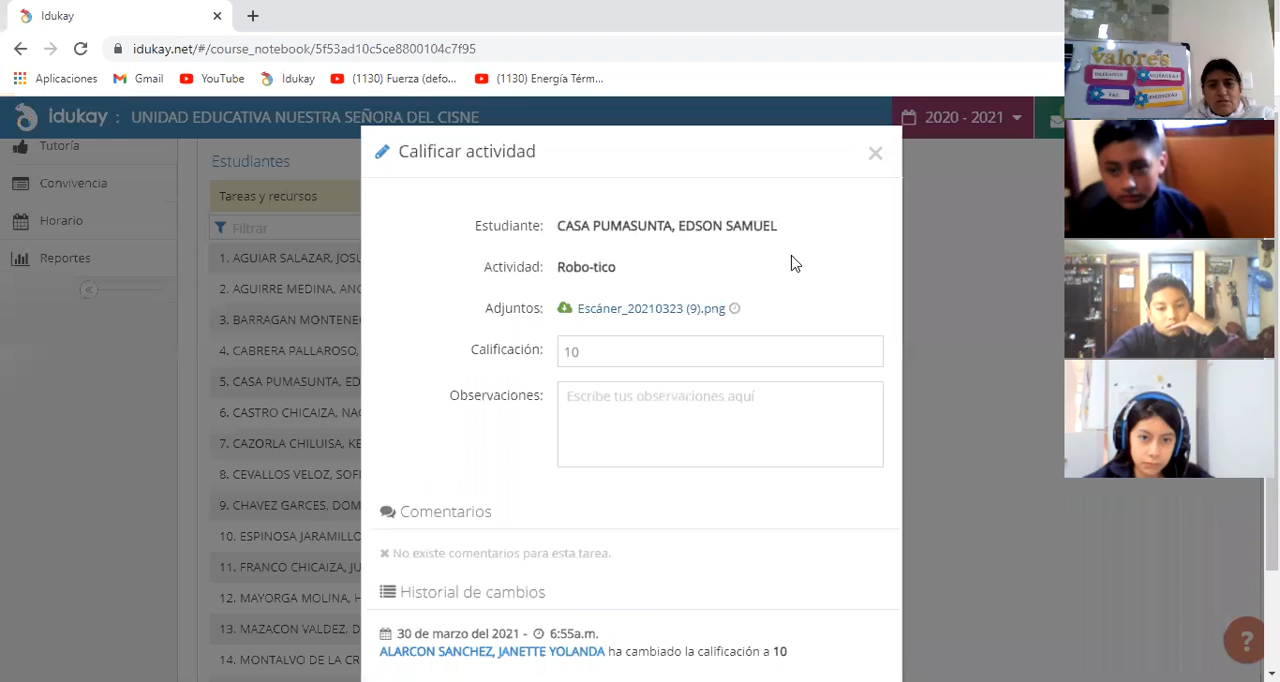 Idukay
idukay.net/#/course_notebook/5f53ad10c5ce8800104c7f95
Aplicaciones
Gmail
YouTube
Idukay
(1130) Fuerza (defo...
(1130) Energía Térm...
iDukay : UNIDAD EDUCATIVA NUESTRA SEÑORA DEL CISNE
2020 - 2021
Tutoría
Convivencia
Horario
Reportes
Estudiantes
Tareas y recursos
Filtrar
1. AGUIAR SALAZAR, JOSU
2. AGUIRRE MEDINA, ANG
3. BARRAGAN MONTENE
4. CABRERA PALLAROSO,
5. CASA PUMASUNTA, ED
6. CASTRO CHICAIZA, NAO
7. CAZORLA CHILUISA, KE
8. CEVALLOS VELOZ, SOFI
9. CHAVEZ GARCES, DOM
10. ESPINOSA JARAMILLO
11. FRANCO CHICAIZA, JU
12. MAYORGA MOLINA, H
13. MAZACON VALDEZ, D
14. MONTALVO DE LA CR
Calificar actividad
Estudiante: CASA PUMASUNTA, EDSON SAMUEL
Actividad: Robo-tico
Adjuntos: Escáner_20210323 (9).png
Calificación: 10
Observaciones: Escribe tus observaciones aquí
Comentarios
No existe comentarios para esta tarea.
Historial de cambios
30 de marzo del 2021 - 6:55a.m.
ALARCON SANCHEZ, JANETTE YOLANDA ha cambiado la calificación a 10
?
valores
PAZ